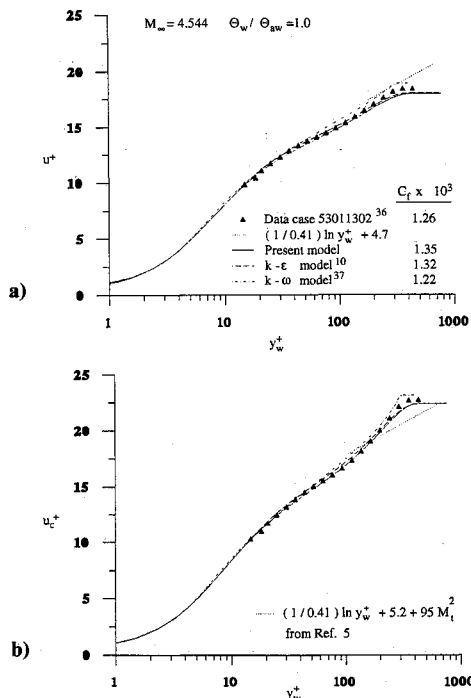 M∞ = 4.544 Θw / Θaw =1.0
25
20
15
u+
10
5
0
Cf x 10³
Data case 53011302 36 1.26
( 1 / 0.41 ) ln y+w + 4.7
Present model 1.35
k - ε model 10 1.32
k - ω model 37 1.22
a)
1 10 100 1000
y+w
25
20
15
uc+
10
5
0
( 1 / 0.41 ) ln y+w + 5.2 + 95 Mt²
from Ref. 5
b)
1 10 100 1000
y+w